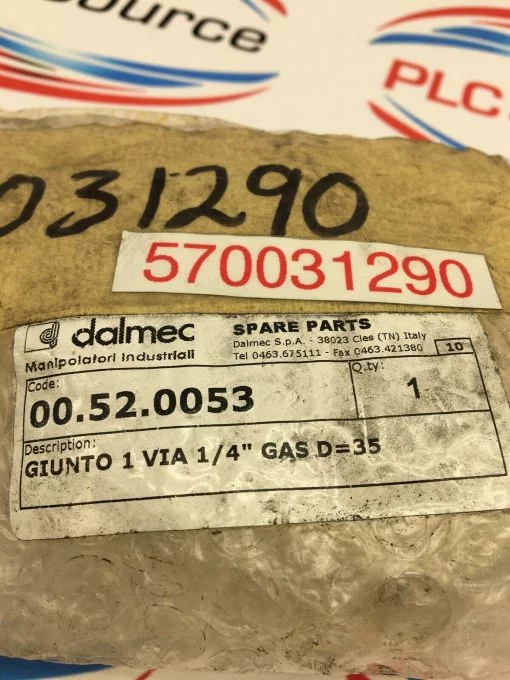 source
PLC
031290
570031290
dalmec
Manipolatori Industriali
SPARE PARTS
Dalmec S.p.A. - 38023 Cles (TN) Italy
Tel 0463.675111 - Fax 0463.421380
10
Code:
00.52.0053
Q.ty:
1
Description:
GIUNTO 1 VIA 1/4" GAS D=35